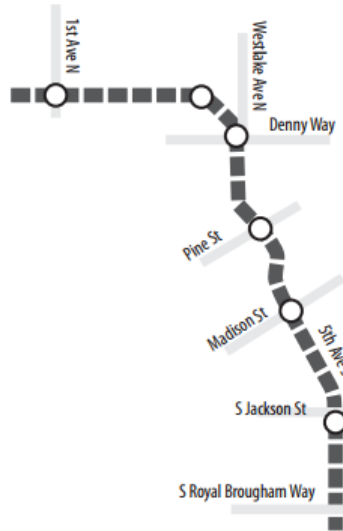 1st Ave N
Westlake Ave N
Denny Way
Pine St
Madison St
5th Ave
S Jackson St
S Royal Brougham Way